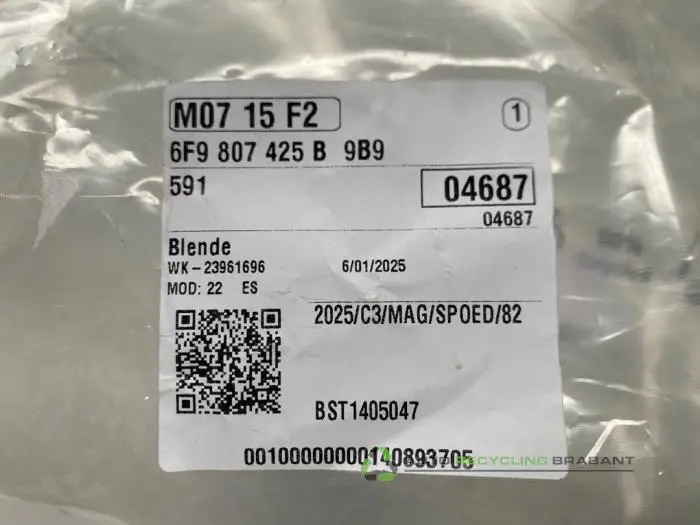 M07 15 F2
1
6F9 807 425 B 9B9
591
04687
04687
Blende
WK-23961696 6/01/2025
MOD: 22 ES
2025/C3/MAG/SPOED/82
BST1405047
00100000000140893705
RECYCLING BRABANT